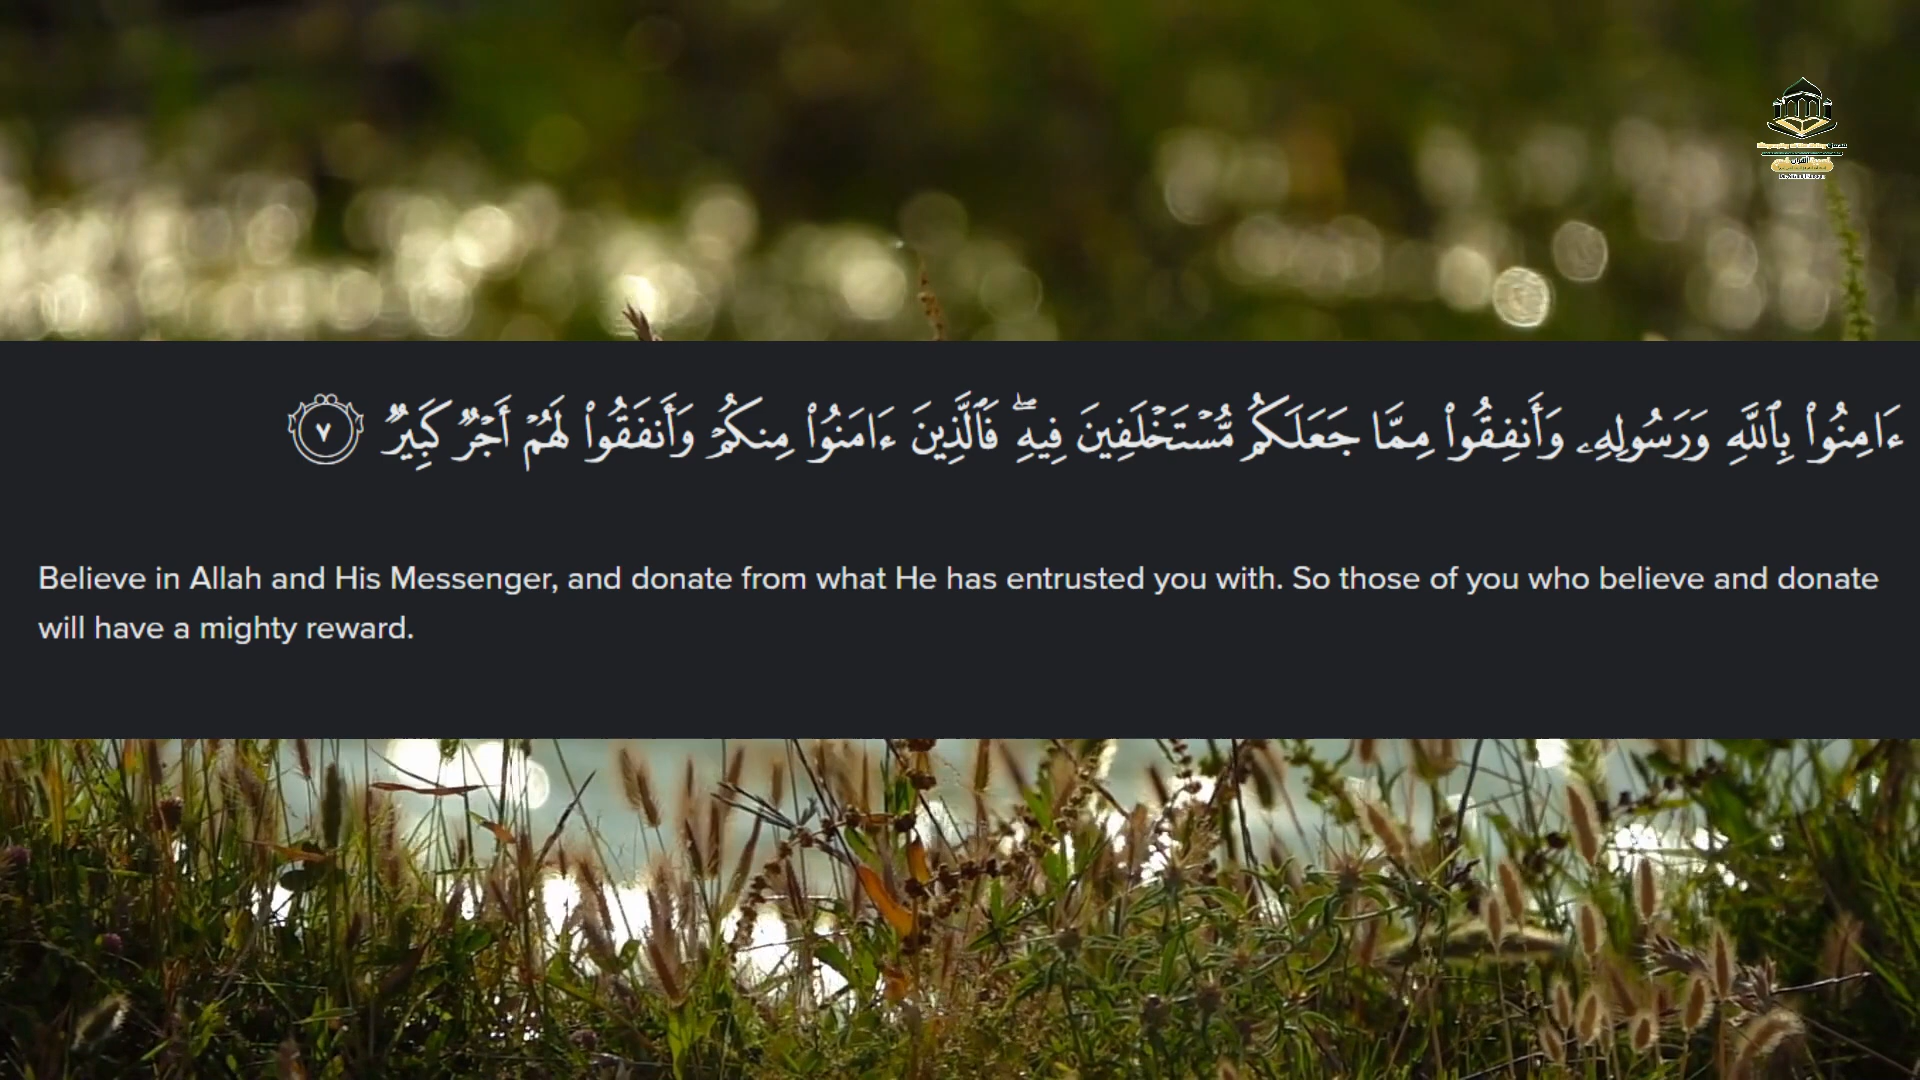 ءَامِنُوا۟ بِٱللَّهِ وَرَسُولِهِۦ وَأَنفِقُوا۟ مِمَّا جَعَلَكُم مُّسْتَخْلَفِينَ فِيهِ ۖ فَٱلَّذِينَ ءَامَنُوا۟ مِنكُمْ وَأَنفَقُوا۟ لَهُمْ أَجْرٌ كَبِيرٌ ٧
Believe in Allah and His Messenger, and donate from what He has entrusted you with. So those of you who believe and donate
will have a mighty reward.